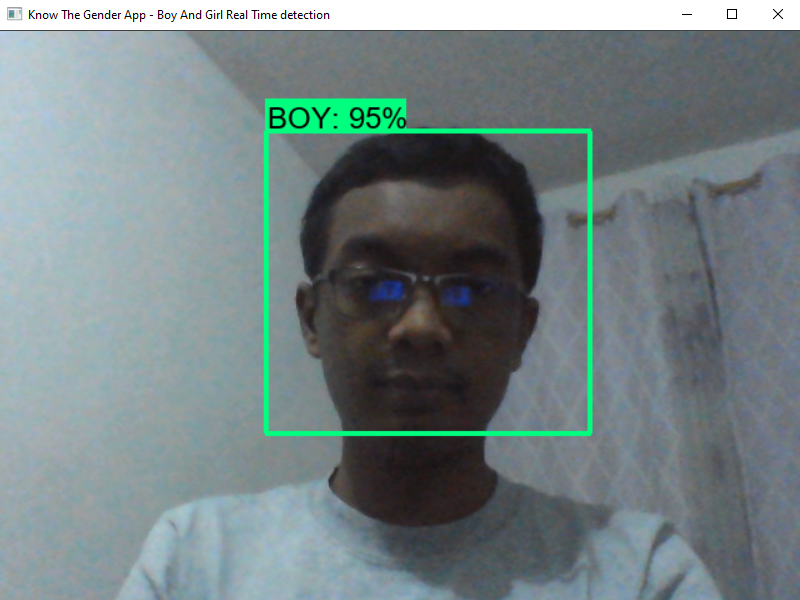 Know The Gender App - Boy And Girl Real Time detection
BOY: 95%